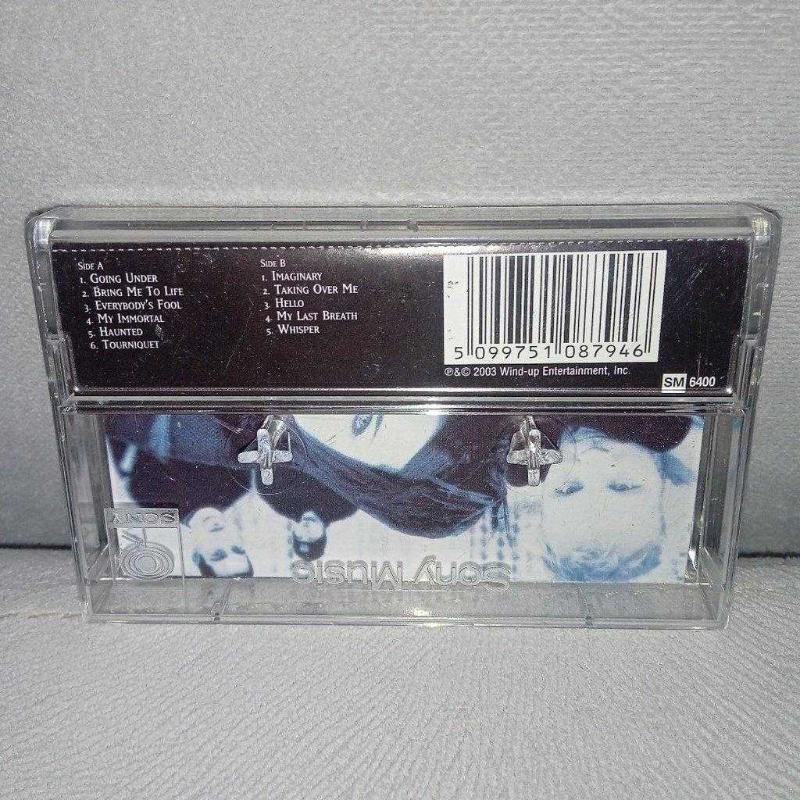 Side A
1. Going Under
2. Bring Me To Life
3. Everybody's Fool
4. My Immortal
5. Haunted
6. Tourniquet
Side B
1. Imaginary
2. Taking Over Me
3. Hello
4. My Last Breath
5. Whisper
5 099751 087946
℗&© 2003 Wind-up Entertainment, Inc.
SM 6400
SONY
Sony Music